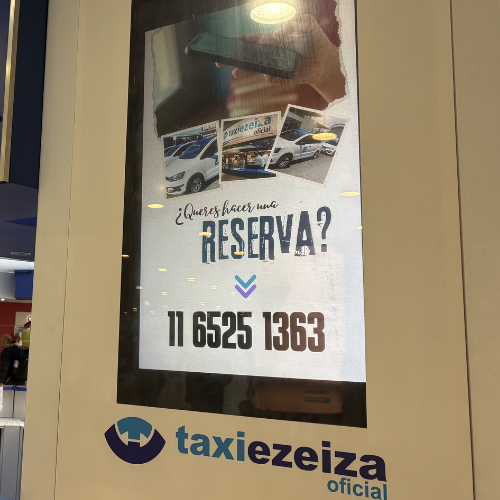 taxiezeiza
oficial
¿Queres hacer una
RESERVA?
11 6525 1363
taxiezeiza
oficial